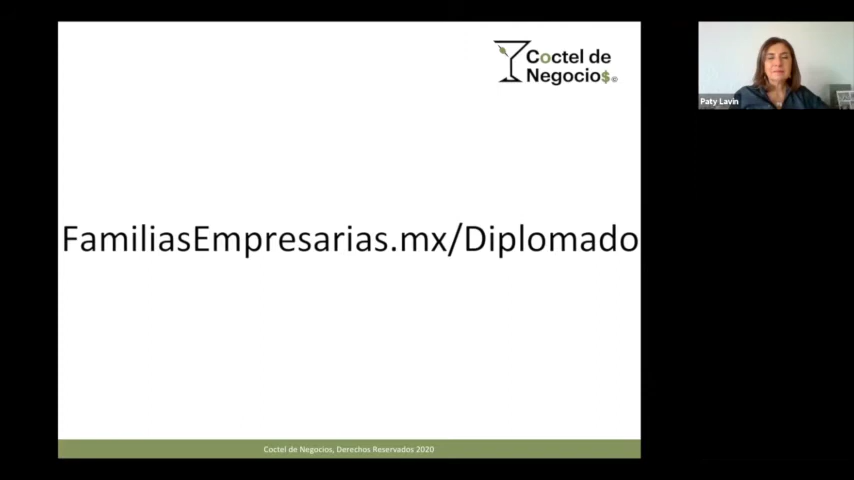 Coctel de
Negocio$©
Paty Lavin
FamiliasEmpresarias.mx/Diplomado
Coctel de Negocios, Derechos Reservados 2020